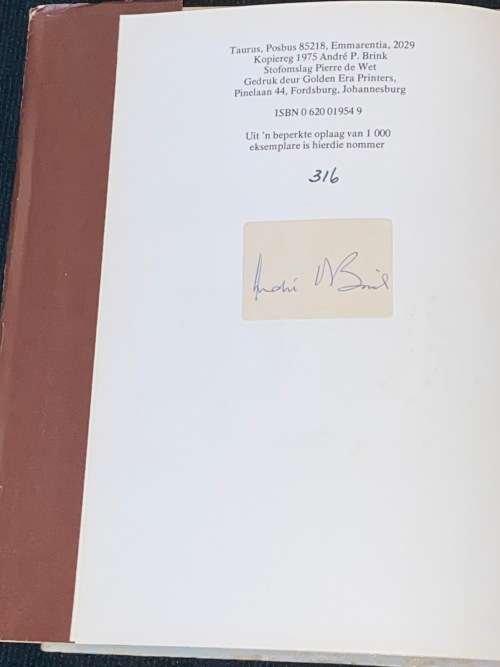 Taurus, Posbus 85218, Emmarentia, 2029
Kopiereg 1975 André P. Brink
Stofomslag Pierre de Wet
Gedruk deur Golden Era Printers,
Pinelaan 44, Fordsburg, Johannesburg
ISBN 0 620 01954 9
Uit 'n beperkte oplaag van 1 000
eksemplare is hierdie nommer
316
André P Brink